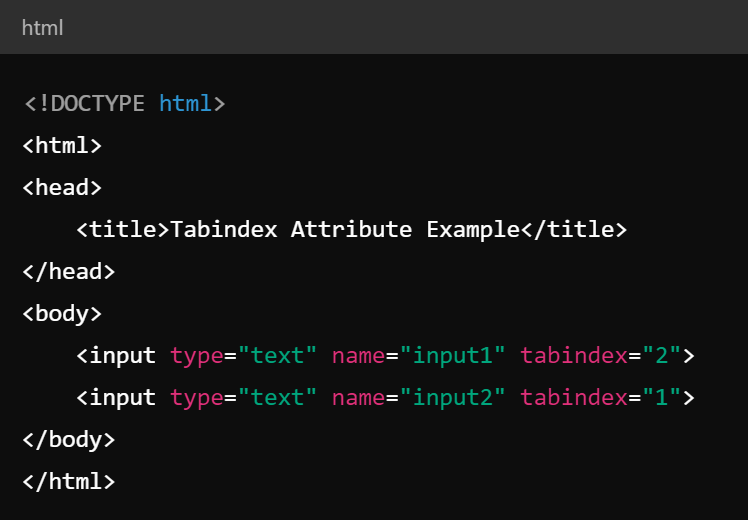 html
<!DOCTYPE html>
<html>
<head>
    <title>Tabindex Attribute Example</title>
</head>
<body>
    <input type="text" name="input1" tabindex="2">
    <input type="text" name="input2" tabindex="1">
</body>
</html>